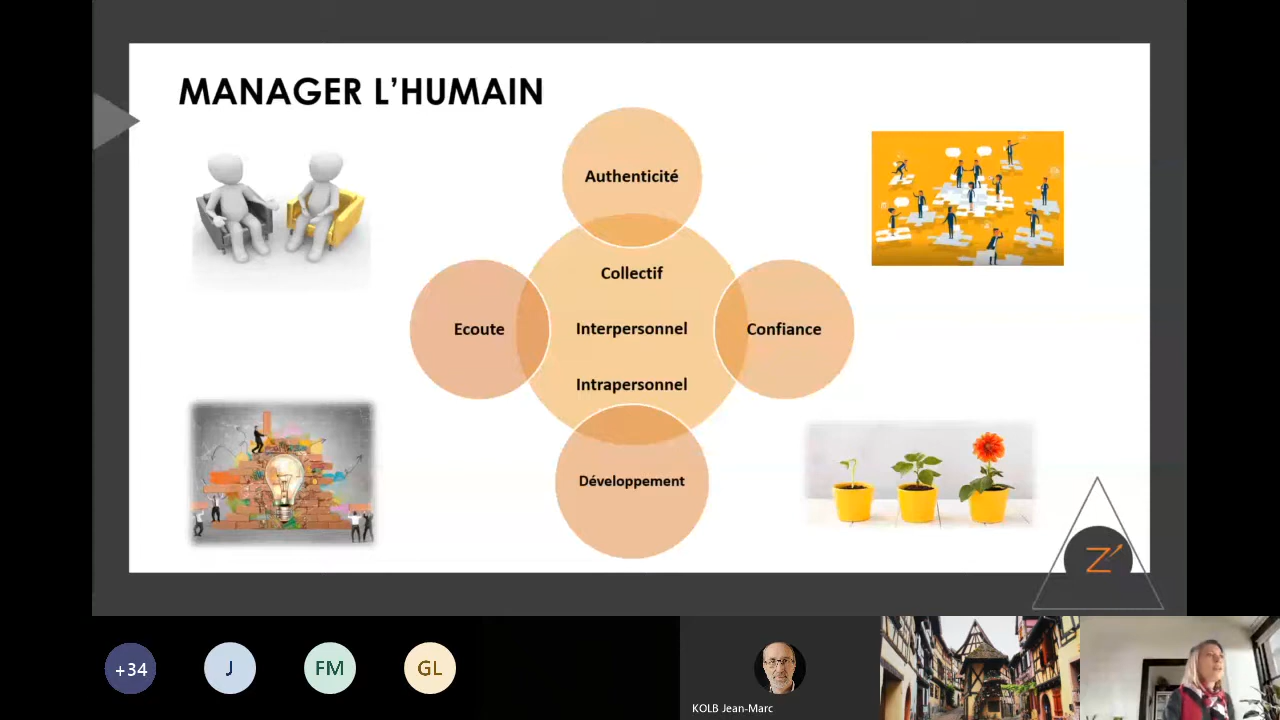 MANAGER L'HUMAIN
Authenticité
Collectif
Ecoute
Interpersonnel
Confiance
Intrapersonnel
Développement
Z
+34
J
FM
GL
KOLB Jean-Marc